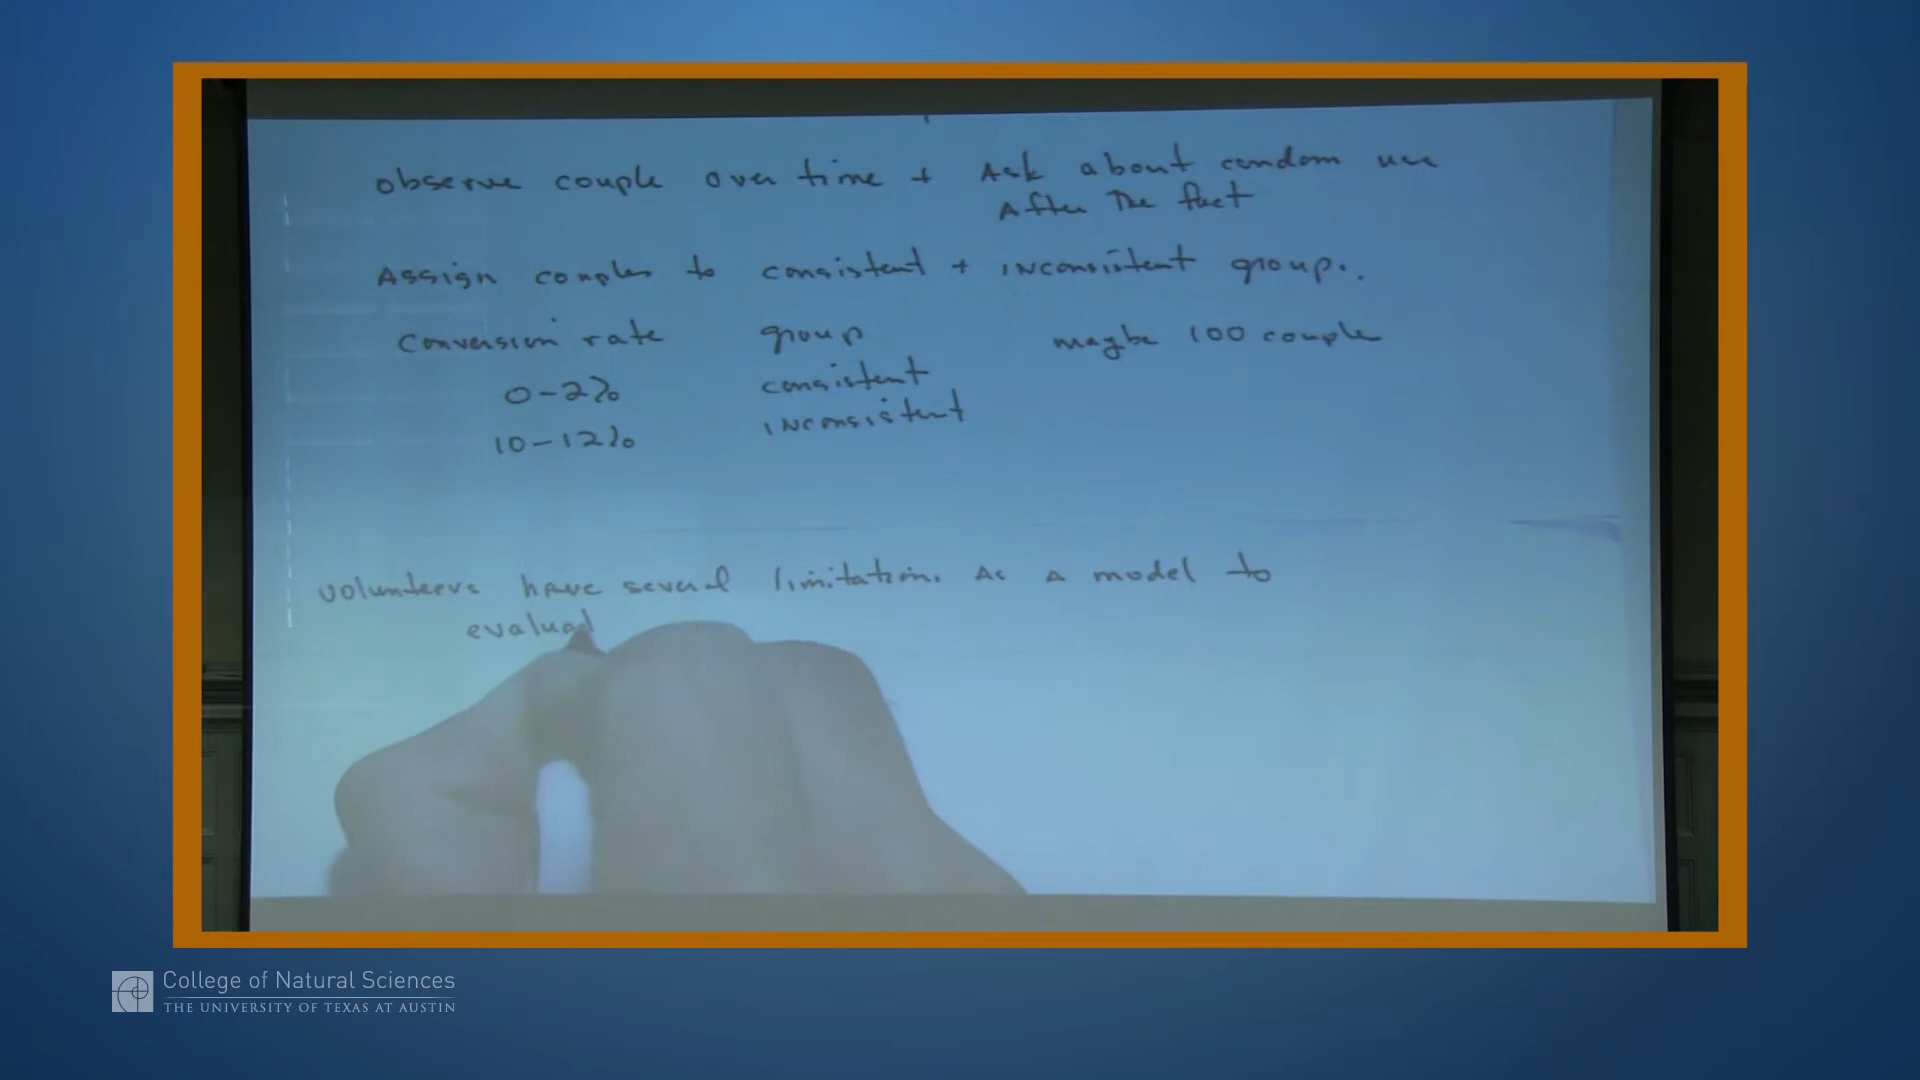 observe couple over time + Ask about condom use
After The fact
Assign couples to consistent + inconsistent group.
conversion rate group maybe 100 couple
0-2% consistent
10-12% inconsistent
volunteers have several limitations As A model to
evaluat
College of Natural Sciences
THE UNIVERSITY OF TEXAS AT AUSTIN